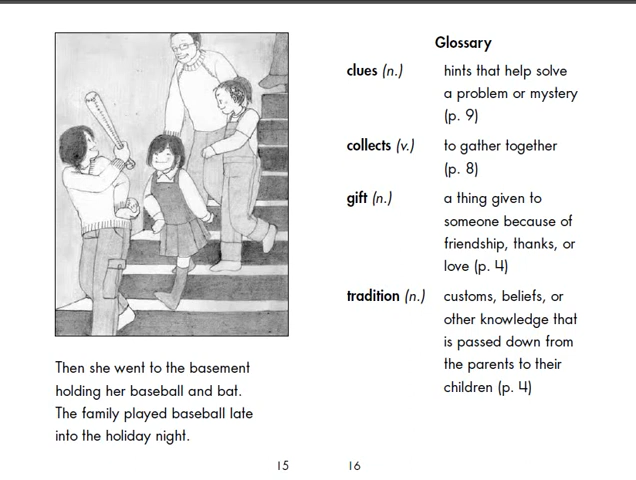 Then she went to the basement
holding her baseball and bat.
The family played baseball late
into the holiday night.
15
Glossary
clues (n.) hints that help solve
a problem or mystery
(p. 9)
collects (v.) to gather together
(p. 8)
gift (n.) a thing given to
someone because of
friendship, thanks, or
love (p. 4)
tradition (n.) customs, beliefs, or
other knowledge that
is passed down from
the parents to their
children (p. 4)
16